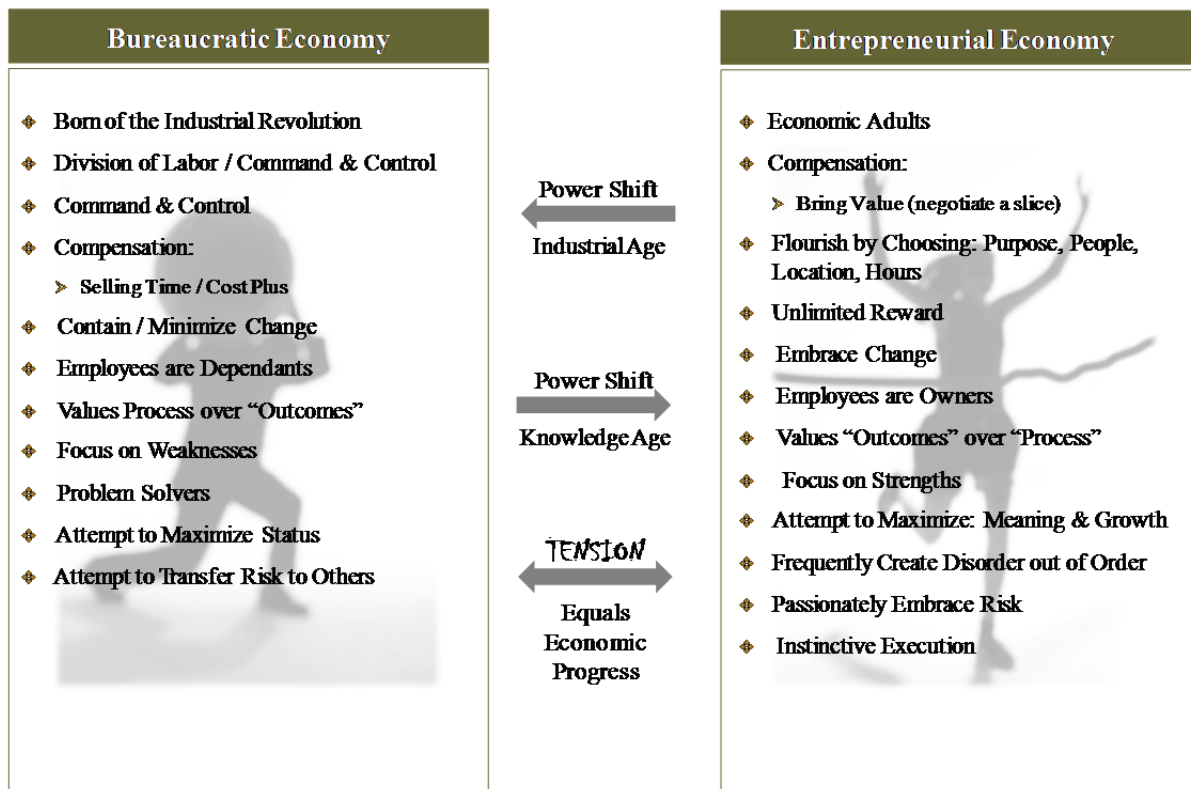 Bureaucratic Economy
Born of the Industrial Revolution
Division of Labor / Command & Control
Command & Control
Compensation:
Selling Time / Cost Plus
Contain / Minimize Change
Employees are Dependants
Values Process over “Outcomes”
Focus on Weaknesses
Problem Solvers
Attempt to Maximize Status
Attempt to Transfer Risk to Others
Power Shift
Industrial Age
Power Shift
Knowledge Age
TENSION
Equals
Economic
Progress
Entrepreneurial Economy
Economic Adults
Compensation:
Bring Value (negotiate a slice)
Flourish by Choosing: Purpose, People,
Location, Hours
Unlimited Reward
Embrace Change
Employees are Owners
Values “Outcomes” over “Process”
Focus on Strengths
Attempt to Maximize: Meaning & Growth
Frequently Create Disorder out of Order
Passionately Embrace Risk
Instinctive Execution